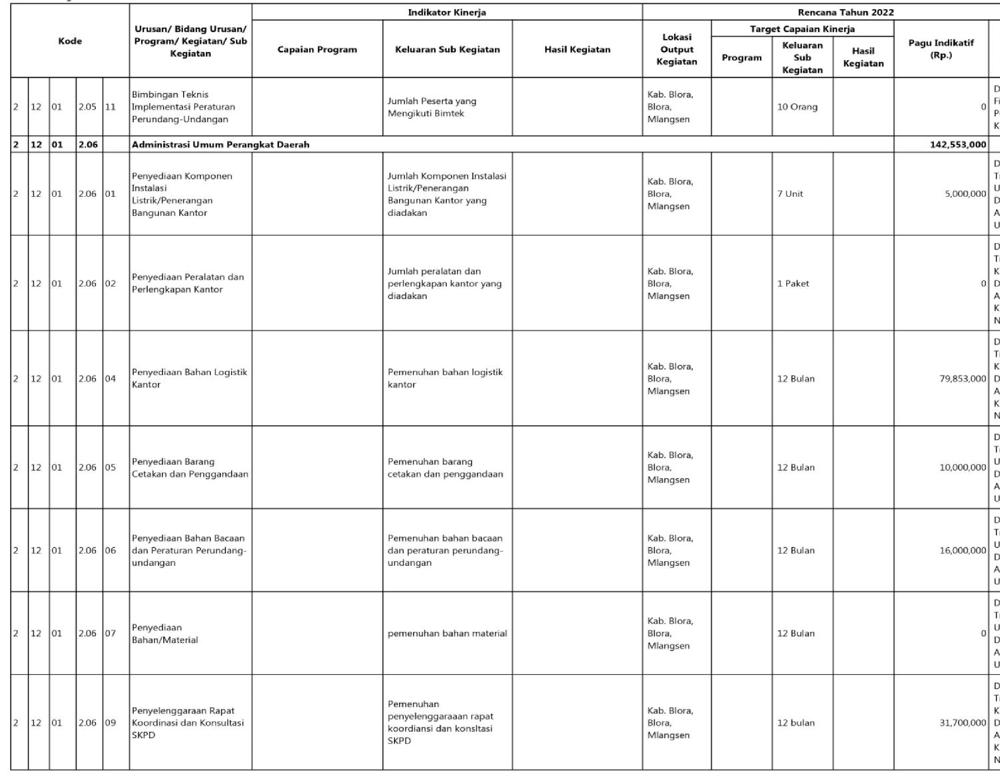 Indikator Kinerja
Rencana Tahun 2022
Kode
Urusan/ Bidang Urusan/
Program/ Kegiatan/ Sub
Kegiatan
Capaian Program
Keluaran Sub Kegiatan
Hasil Kegiatan
Lokasi
Output
Kegiatan
Target Capaian Kinerja
Program
Keluaran
Sub
Kegiatan
Hasil
Kegiatan
Pagu Indikatif
(Rp.)
2 12 01 2.05 11
Bimbingan Teknis
Implementasi Peraturan
Perundang-Undangan
Jumlah Peserta yang
Mengikuti Bimtek
Kab. Blora,
Blora,
Mlangsen
10 Orang
0
2 12 01 2.06 Administrasi Umum Perangkat Daerah 142,553,000
2 12 01 2.06 01
Penyediaan Komponen
Instalasi
Listrik/Penerangan
Bangunan Kantor
Jumlah Komponen Instalasi
Listrik/Penerangan
Bangunan Kantor yang
diadakan
Kab. Blora,
Blora,
Mlangsen
7 Unit
5,000,000
2 12 01 2.06 02
Penyediaan Peralatan dan
Perlengkapan Kantor
Jumlah peralatan dan
perlengkapan kantor yang
diadakan
Kab. Blora,
Blora,
Mlangsen
1 Paket
0
2 12 01 2.06 04
Penyediaan Bahan Logistik
Kantor
Pemenuhan bahan logistik
kantor
Kab. Blora,
Blora,
Mlangsen
12 Bulan
79,853,000
2 12 01 2.06 05
Penyediaan Barang
Cetakan dan Penggandaan
Pemenuhan barang
cetakan dan penggandaan
Kab. Blora,
Blora,
Mlangsen
12 Bulan
10,000,000
2 12 01 2.06 06
Penyediaan Bahan Bacaan
dan Peraturan Perundang-
undangan
Pemenuhan bahan bacaan
dan peraturan perundang-
undangan
Kab. Blora,
Blora,
Mlangsen
12 Bulan
16,000,000
2 12 01 2.06 07
Penyediaan
Bahan/Material
pemenuhan bahan material
Kab. Blora,
Blora,
Mlangsen
12 Bulan
0
2 12 01 2.06 09
Penyelenggaraan Rapat
Koordinasi dan Konsultasi
SKPD
Pemenuhan
penyelenggaraaan rapat
koordiansi dan konsltasi
SKPD
Kab. Blora,
Blora,
Mlangsen
12 bulan
31,700,000